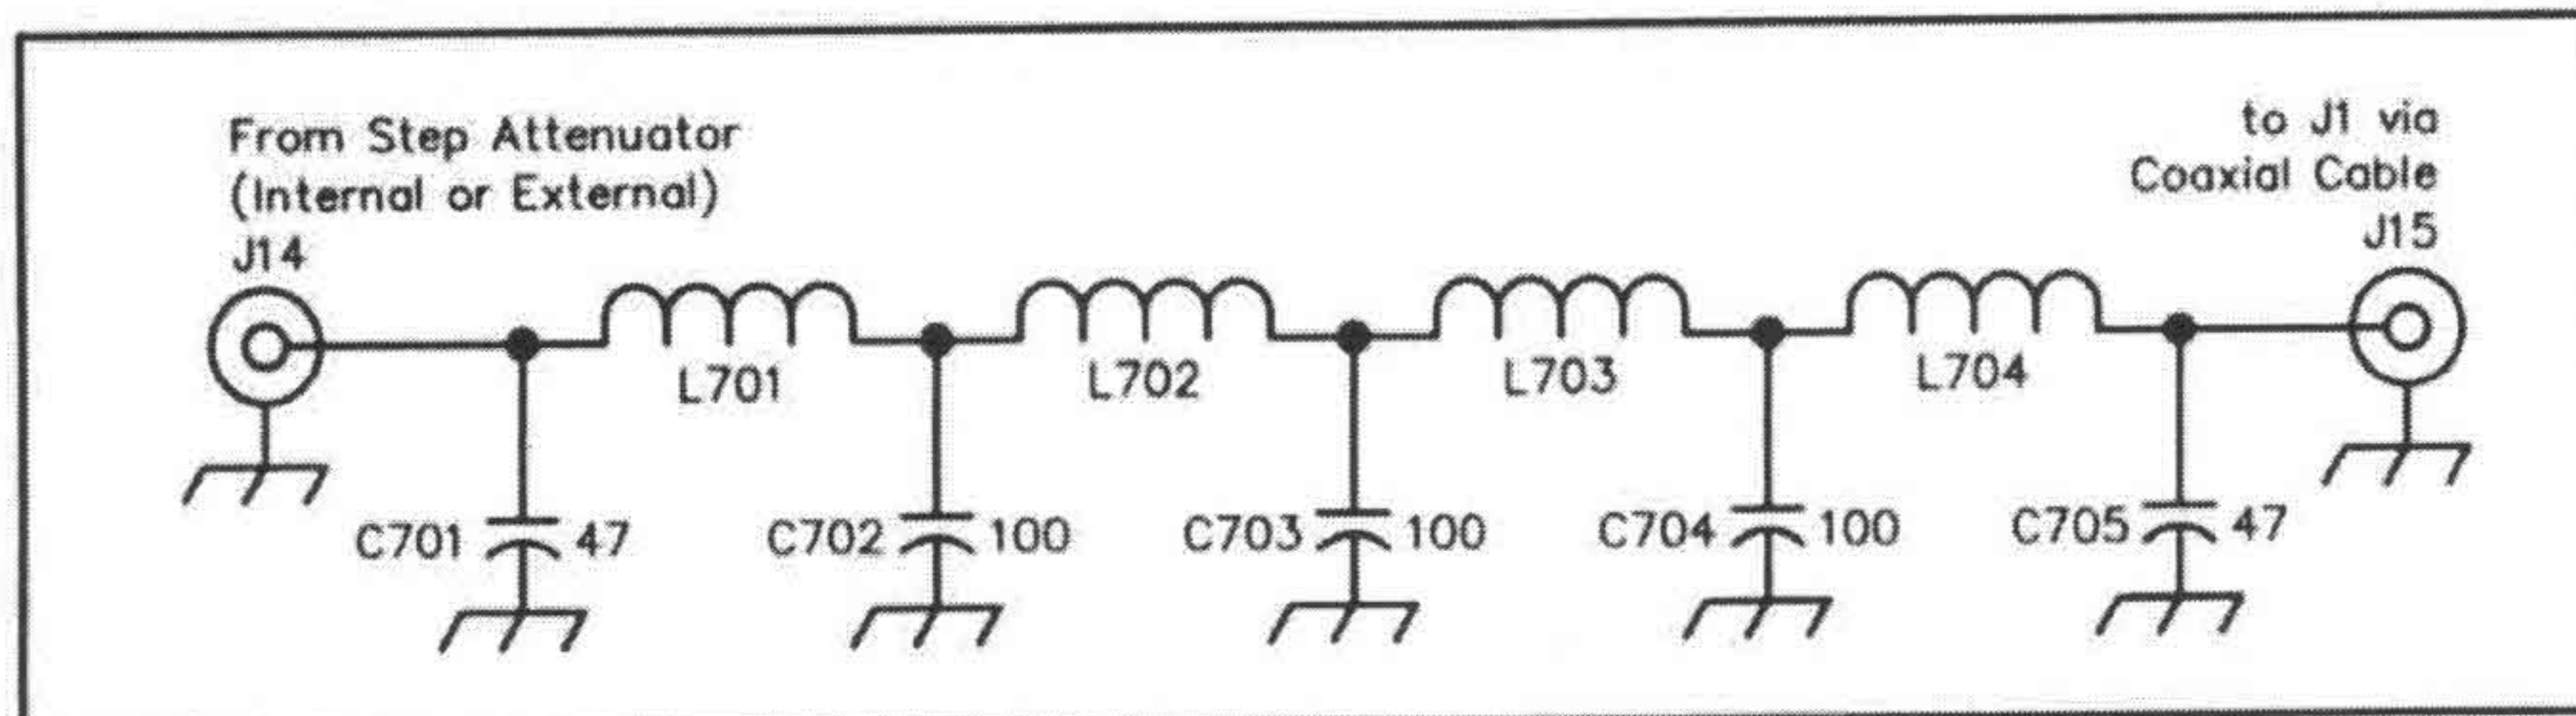 From Step Attenuator
(Internal or External)
J14
to J1 via
Coaxial Cable
J15
L701
L702
L703
L704
C701
47
C702
100
C703
100
C704
100
C705
47